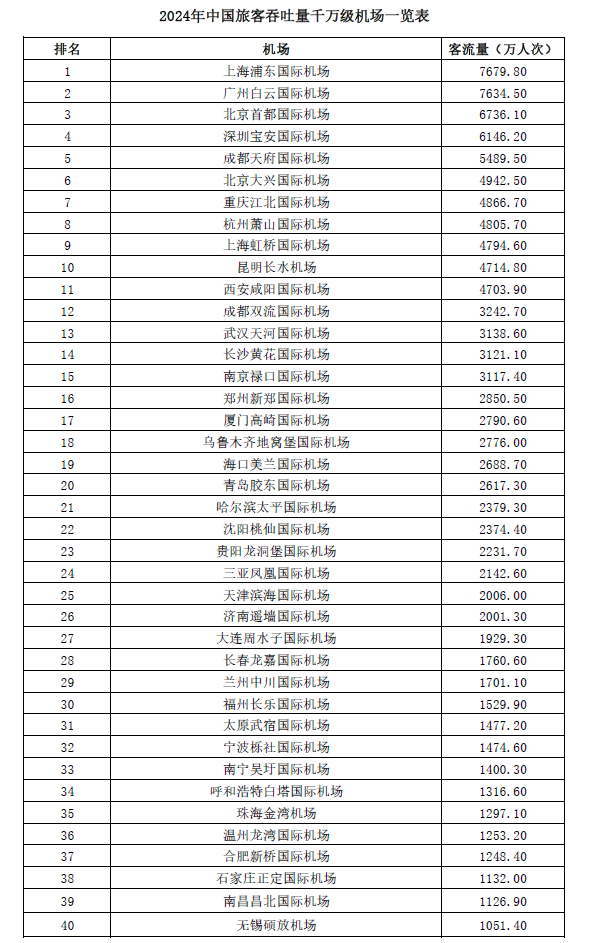 2024年中国旅客吞吐量千万级机场一览表
排名 机场 客流量（万人次）
1 上海浦东国际机场 7679.80
2 广州白云国际机场 7634.50
3 北京首都国际机场 6736.10
4 深圳宝安国际机场 6146.20
5 成都天府国际机场 5489.50
6 北京大兴国际机场 4942.50
7 重庆江北国际机场 4866.70
8 杭州萧山国际机场 4805.70
9 上海虹桥国际机场 4794.60
10 昆明长水机场 4714.80
11 西安咸阳国际机场 4703.90
12 成都双流国际机场 3242.70
13 武汉天河国际机场 3138.60
14 长沙黄花国际机场 3121.10
15 南京禄口国际机场 3117.40
16 郑州新郑国际机场 2850.50
17 厦门高崎国际机场 2790.60
18 乌鲁木齐地窝堡国际机场 2776.00
19 海口美兰国际机场 2688.70
20 青岛胶东国际机场 2617.30
21 哈尔滨太平国际机场 2379.30
22 沈阳桃仙国际机场 2374.40
23 贵阳龙洞堡国际机场 2231.70
24 三亚凤凰国际机场 2142.60
25 天津滨海国际机场 2006.00
26 济南遥墙国际机场 2001.30
27 大连周水子国际机场 1929.30
28 长春龙嘉国际机场 1760.60
29 兰州中川国际机场 1701.10
30 福州长乐国际机场 1529.90
31 太原武宿国际机场 1477.20
32 宁波栎社国际机场 1474.60
33 南宁吴圩国际机场 1400.30
34 呼和浩特白塔国际机场 1316.60
35 珠海金湾机场 1297.10
36 温州龙湾国际机场 1253.20
37 合肥新桥国际机场 1248.40
38 石家庄正定国际机场 1132.00
39 南昌昌北国际机场 1126.90
40 无锡硕放机场 1051.40